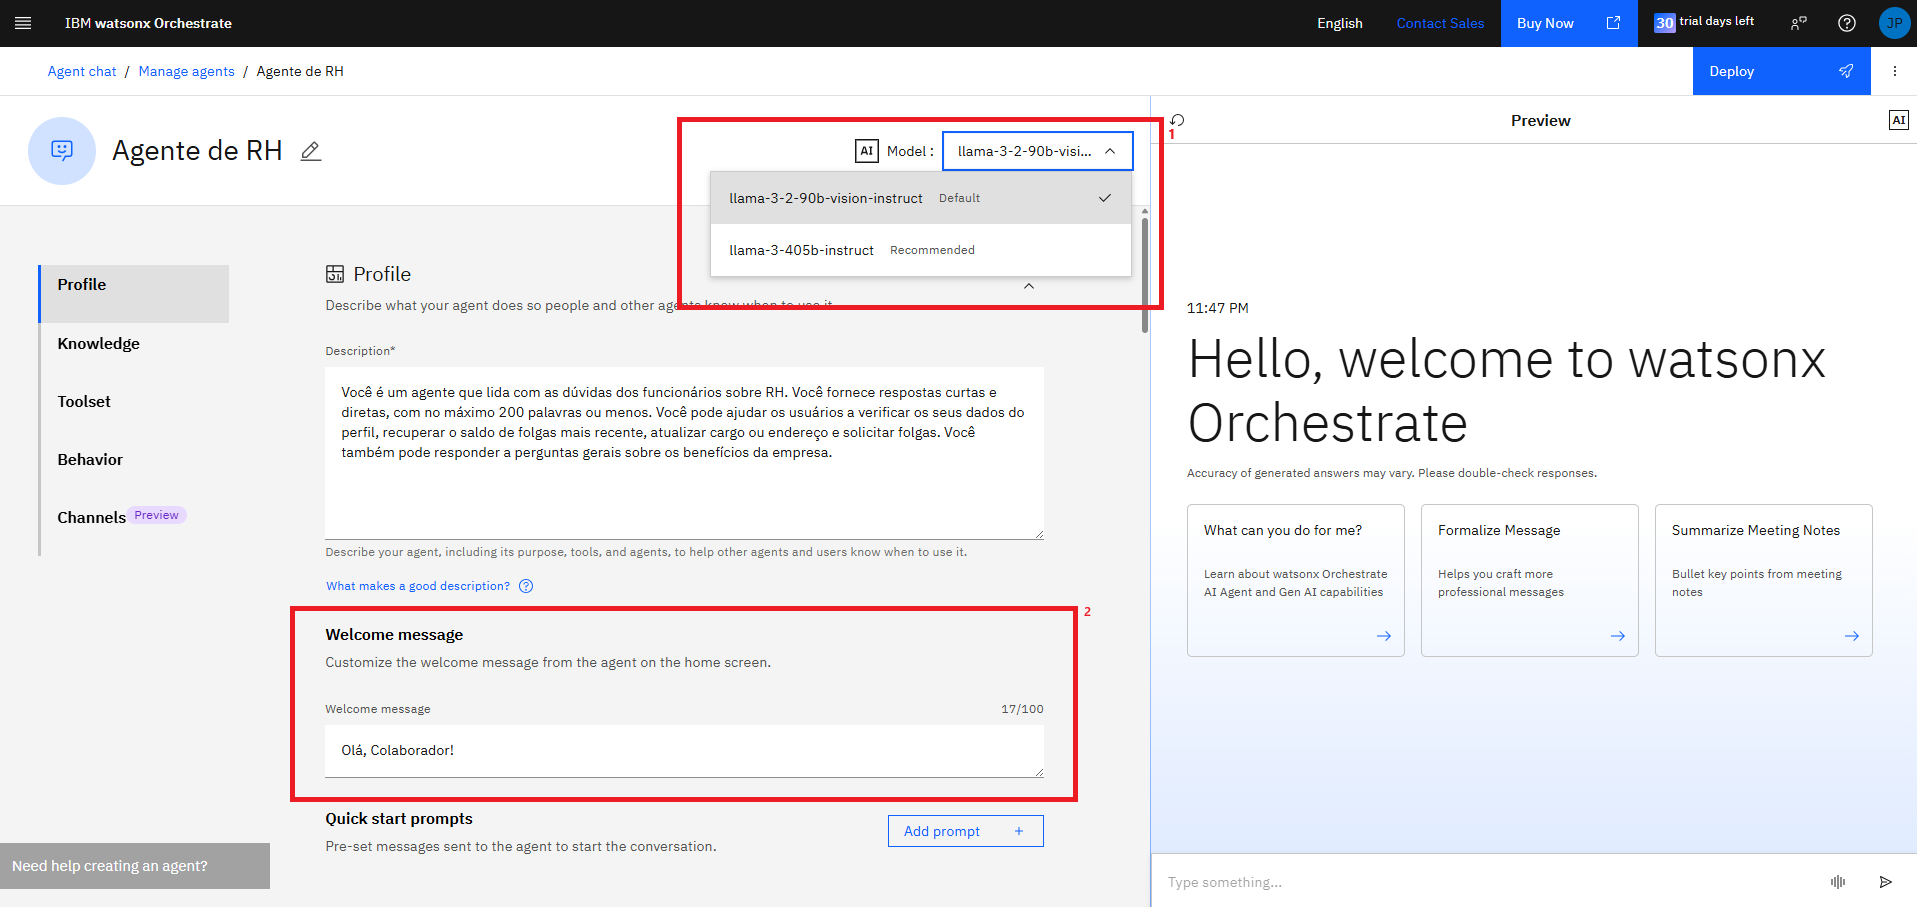 IBM watsonx Orchestrate
English
Contact Sales
Buy Now
30 trial days left
JP
Agent chat / Manage agents / Agente de RH
Deploy
Agente de RH
AI Model :
llama-3-2-90b-visi...
1
llama-3-2-90b-vision-instruct Default
llama-3-405b-instruct Recommended
Profile
Knowledge
Toolset
Behavior
Channels Preview
Profile
Describe what your agent does so people and other agents know when to use it.
Description*
Você é um agente que lida com as dúvidas dos funcionários sobre RH. Você fornece respostas curtas e
diretas, com no máximo 200 palavras ou menos. Você pode ajudar os usuários a verificar os seus dados do
perfil, recuperar o saldo de folgas mais recente, atualizar cargo ou endereço e solicitar folgas. Você
também pode responder a perguntas gerais sobre os benefícios da empresa.
Describe your agent, including its purpose, tools, and agents, to help other agents and users know when to use it.
What makes a good description?
2
Welcome message
Customize the welcome message from the agent on the home screen.
Welcome message 17/100
Olá, Colaborador!
Quick start prompts
Pre-set messages sent to the agent to start the conversation.
Add prompt +
Need help creating an agent?
Preview
AI
11:47 PM
Hello, welcome to watsonx
Orchestrate
Accuracy of generated answers may vary. Please double-check responses.
What can you do for me?
Learn about watsonx Orchestrate
AI Agent and Gen AI capabilities
Formalize Message
Helps you craft more
professional messages
Summarize Meeting Notes
Bullet key points from meeting
notes
Type something...